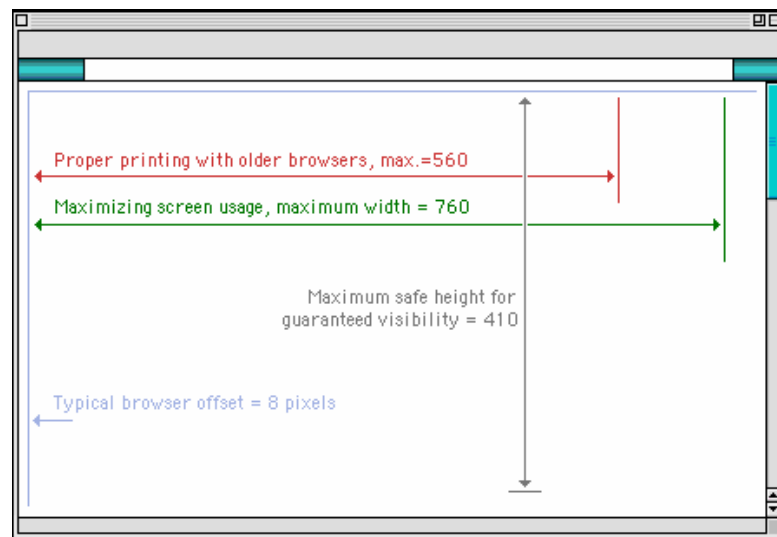 Proper printing with older browsers, max.=560
Maximizing screen usage, maximum width = 760
Maximum safe height for
guaranteed visibility = 410
Typical browser offset = 8 pixels